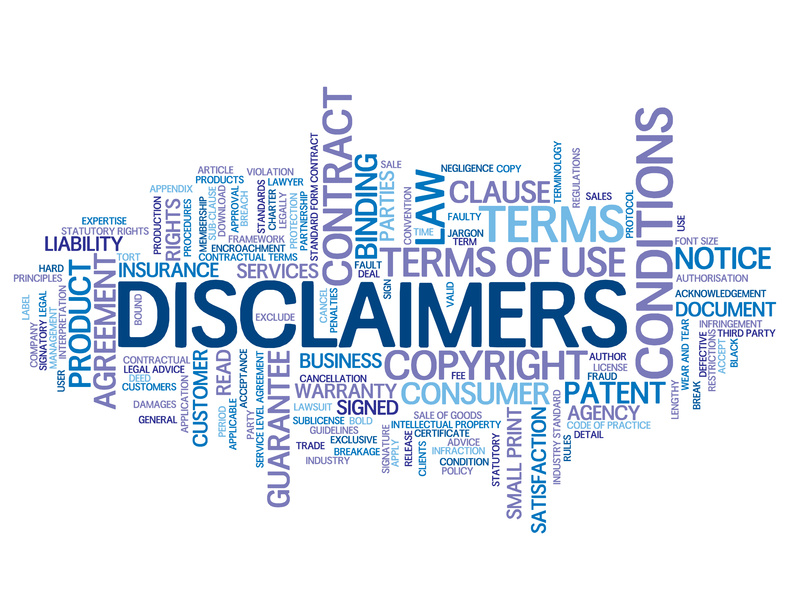 CONTRACT
CONDITIONS
STANDARD FORM CONTRACT
BINDING
SALE
PARTIES
LAW
NEGLIGENCE
COPY
TERMINOLOGY
REGULATIONS
ARTICLE
VIOLATION
PRODUCTS
LAWYER
APPENDIX
SUB-CLAUSE
DOWNLOAD
APPROVAL
BREACH
STANDARDS
CHARTER
LEGALLY
PROTECTION
PARTNERSHIP
CLAUSE
SALES
PROTOCOL
PRODUCTION
RIGHTS
PROCEDURES
MEMBERSHIP
CONVENTION
FAULTY
TERMS
USE
EXPERTISE
STATUTORY RIGHTS
LIABILITY
FRAMEWORK
ENCROACHMENT
CONTRACTUAL TERMS
TIME
JARGON
TERM
FONT SIZE
NOTICE
TORT
HARD
PRINCIPLES
INSURANCE
SERVICES
FAULT
DEAL
TERMS OF USE
AUTHORISATION
PRODUCT
AGREEMENT
SIGN
VALID
LABEL
COMPANY
SIGNATORY LEGAL
MANAGEMENT
INTERPRETATION
USER
BOUND
DISCLAIMERS
EXCLUDE
CANCEL
PENALTIES
ACKNOWLEDGEMENT
DOCUMENT
INFRINGEMENT
THIRD PARTY
WEAR AND TEAR
BREAK
DEFECTIVE
RESTRICTIONS
ACCEPT
BLACK
LENGTHY
CONTRACTUAL
LEGAL ADVICE
DEED
CUSTOMERS
DAMAGES
GENERAL
APPLICATION
CUSTOMER
READ
PERIOD
APPLICABLE
ACCEPTANCE
PARTY
SERVICE LEVEL AGREEMENT
GUARANTEE
BUSINESS
COPYRIGHT
AUTHOR
LICENSE
FRAUD
FEE
CANCELLATION
WARRANTY
CONSUMER
PATENT
LAWSUIT
SIGNED
SALE OF GOODS
AGENCY
SUBLICENSE
BOLD
INTELLECTUAL PROPERTY
CODE OF PRACTICE
GUIDELINES
CERTIFICATE
DETAIL
TRADE
EXCLUSIVE
ADVICE
BREAKAGE
INFRACTION
INDUSTRY
CONDITION
POLICY
SIGNATURE
APPLY
RELEASE
CLIENTS
STATUTORY
SMALL PRINT
SATISFACTION
INDUSTRY STANDARD
RULES